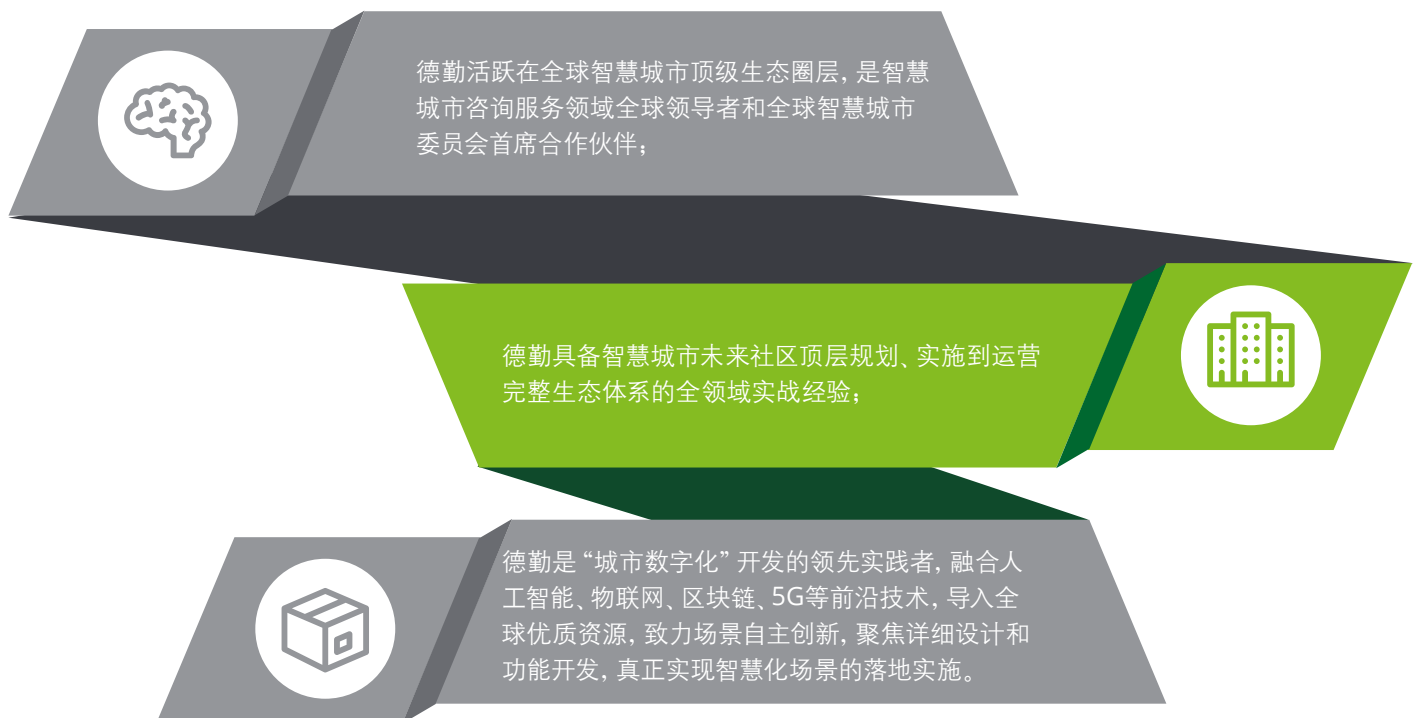 德勤活跃在全球智慧城市顶级生态圈层，是智慧
城市咨询服务领域全球领导者和全球智慧城市
委员会首席合作伙伴；
德勤具备智慧城市未来社区顶层规划、实施到运营
完整生态体系的全领域实战经验；
德勤是“城市数字化”开发的领先实践者，融合人
工智能、物联网、区块链、5G等前沿技术，导入全
球优质资源，致力场景自主创新，聚焦详细设计和
功能开发，真正实现智慧化场景的落地实施。